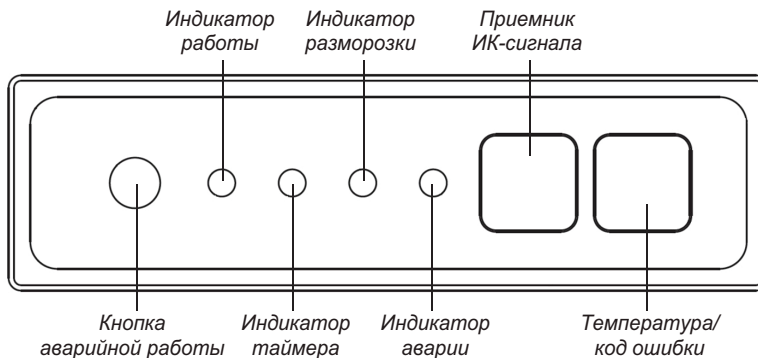 Индикатор
работы
Индикатор
разморозки
Приемник
ИК-сигнала
Кнопка
аварийной работы
Индикатор
таймера
Индикатор
аварии
Температура/
код ошибки